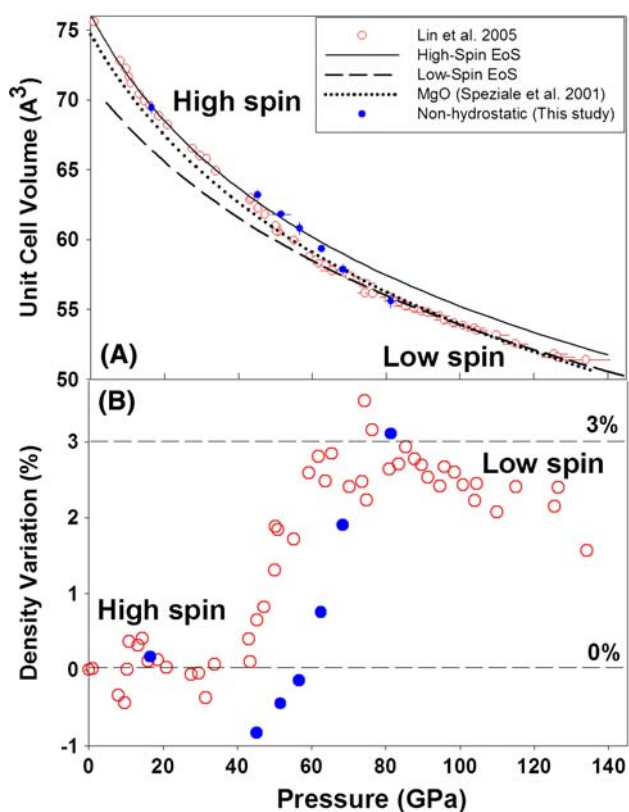 75
70
65
60
55
50
Unit Cell Volume (A³)
Lin et al. 2005
High-Spin EoS
Low-Spin EoS
MgO (Speziale et al. 2001)
Non-hydrostatic (This study)
High spin
Low spin
(A)
(B)
3
2
1
0
-1
Density Variation (%)
3%
Low spin
High spin
0%
0 20 40 60 80 100 120 140
Pressure (GPa)